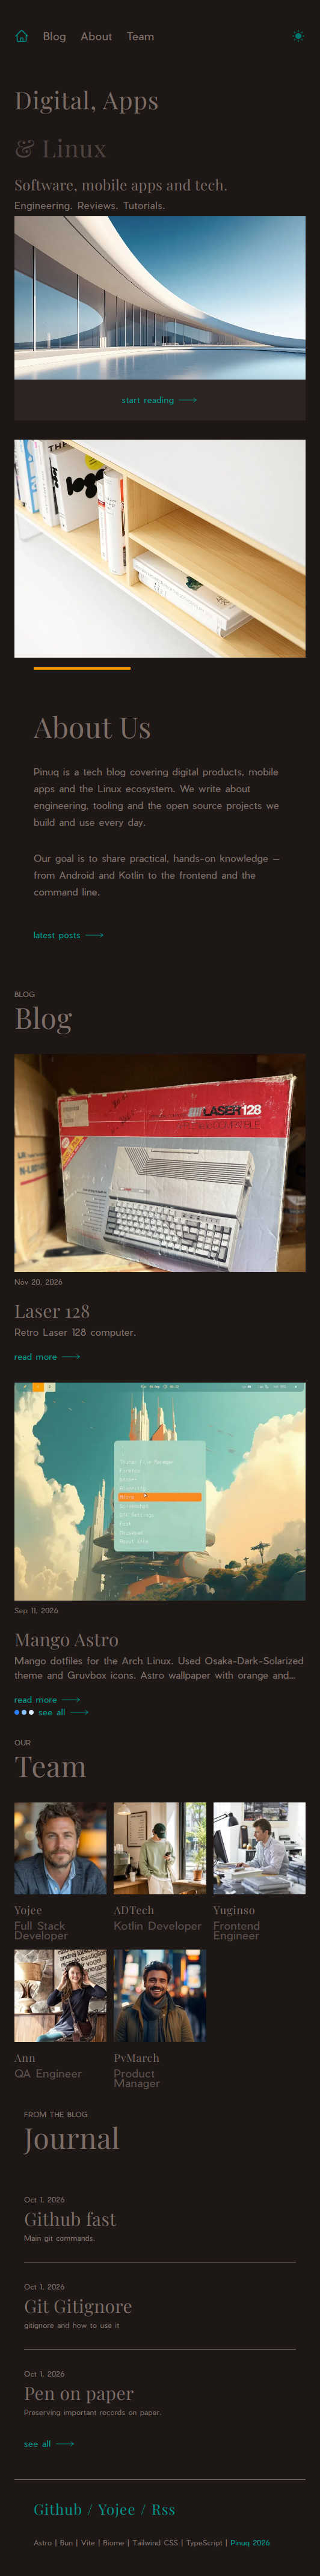 Blog About Team
Digital, Apps
& Linux
Software, mobile apps and tech.
Engineering. Reviews. Tutorials.
start reading
About Us
Pinuq is a tech blog covering digital products, mobile
apps and the Linux ecosystem. We write about
engineering, tooling and the open source projects we
build and use every day.
Our goal is to share practical, hands-on knowledge —
from Android and Kotlin to the frontend and the
command line.
latest posts
BLOG
Blog
LASER 128
Nov 20, 2026
Laser 128
Retro Laser 128 computer.
read more
Sep 11, 2026
Mango Astro
Mango dotfiles for the Arch Linux. Used Osaka-Dark-Solarized
theme and Gruvbox icons. Astro wallpaper with orange and...
read more
see all
OUR
Team
Yojee
Full Stack
Developer
ADTech
Kotlin Developer
Yuginso
Frontend
Engineer
Ann
QA Engineer
PvMarch
Product
Manager
FROM THE BLOG
Journal
Oct 1, 2026
Github fast
Main git commands.
Oct 1, 2026
Git Gitignore
gitignore and how to use it
Oct 1, 2026
Pen on paper
Preserving important records on paper.
see all
Github / Yojee / Rss
Astro | Bun | Vite | Biome | Tailwind CSS | TypeScript | Pinuq 2026